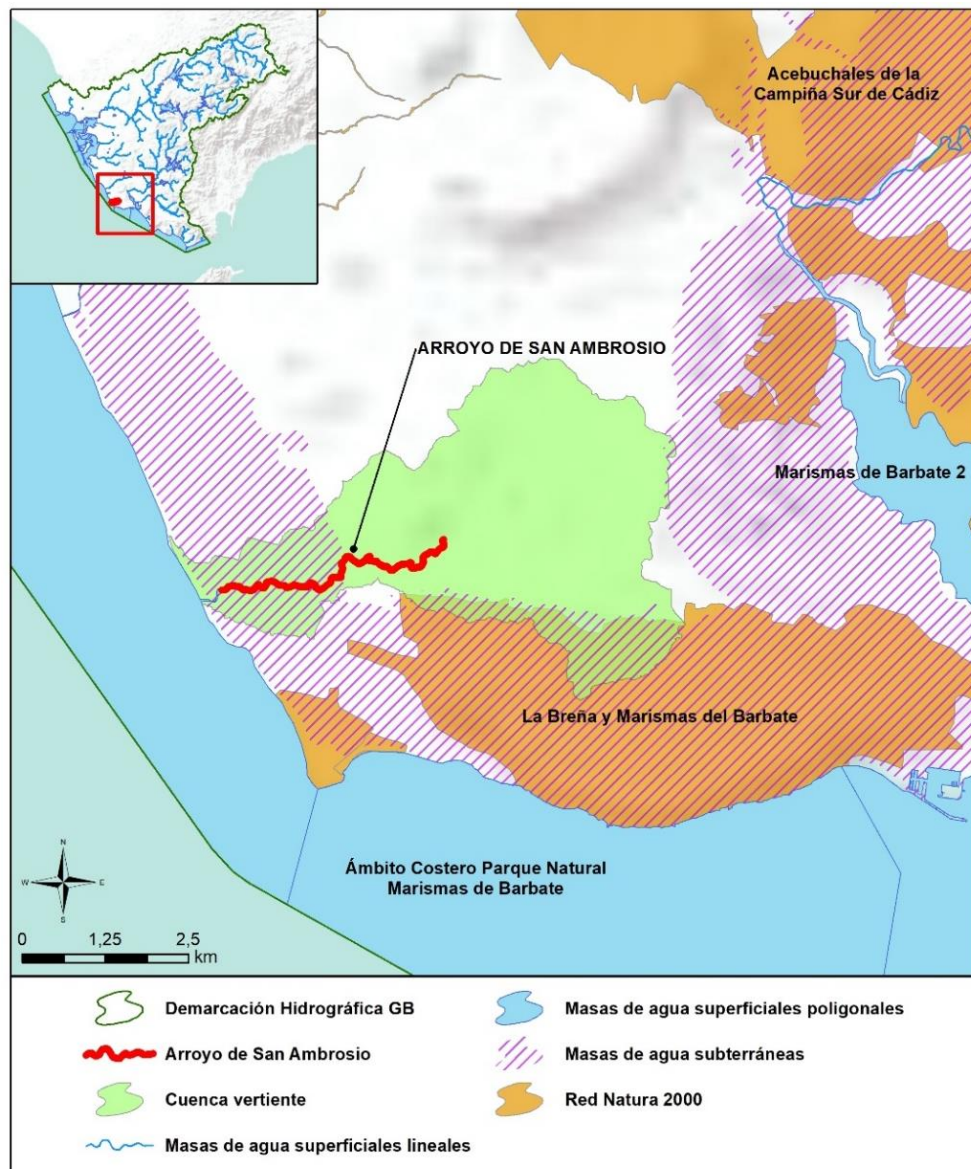 Acebuchales de la
Campiña Sur de Cádiz
ARROYO DE SAN AMBROSIO
Marismas de Barbate 2
La Breña y Marismas del Barbate
Ámbito Costero Parque Natural
Marismas de Barbate
N
W E
S
0 1,25 2,5
km
Demarcación Hidrográfica GB
Arroyo de San Ambrosio
Cuenca vertiente
Masas de agua superficiales lineales
Masas de agua superficiales poligonales
Masas de agua subterráneas
Red Natura 2000